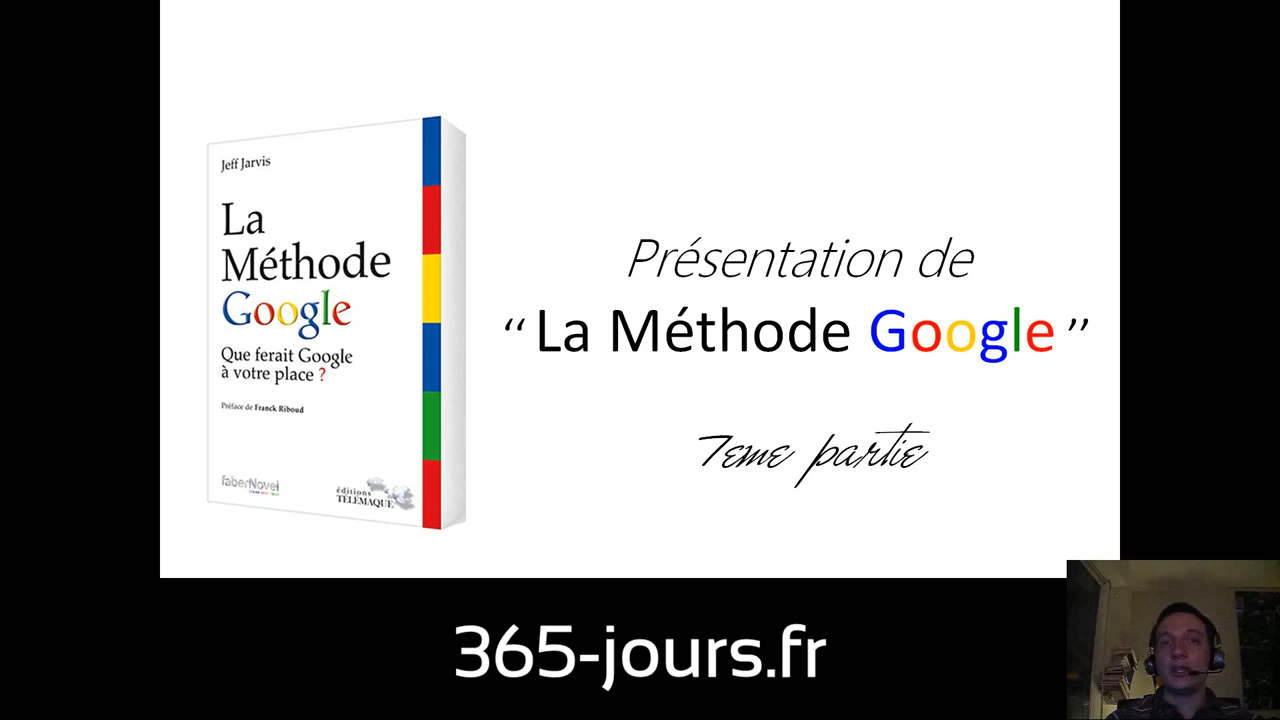 Jeff Jarvis
La
Méthode
Google
Que ferait Google
à votre place ?
Préface de Franck Riboud
faberNovel
éditions
TÉLÉMAQUE
Présentation de
“ La Méthode Google ”
7eme partie
365-jours.fr